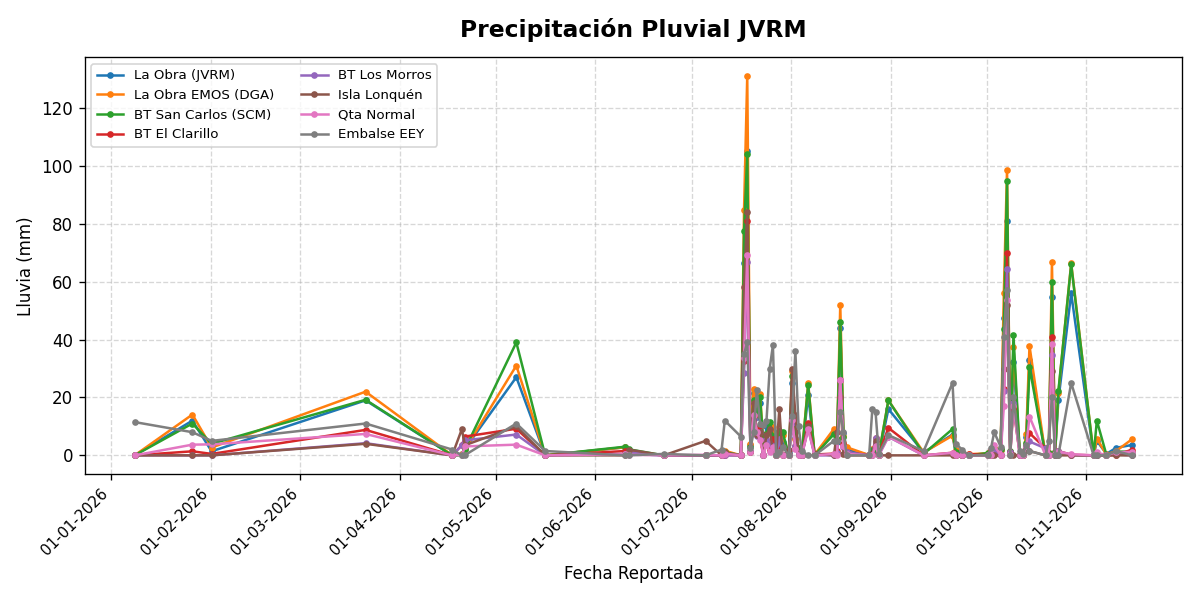 Precipitación Pluvial JVRM
La Obra (JVRM)
La Obra EMOS (DGA)
BT San Carlos (SCM)
BT El Clarillo
BT Los Morros
Isla Lonquén
Qta Normal
Embalse EEY
Lluvia (mm)
120
100
80
60
40
20
0
01-01-2026
01-02-2026
01-03-2026
01-04-2026
01-05-2026
01-06-2026
01-07-2026
01-08-2026
01-09-2026
01-10-2026
01-11-2026
Fecha Reportada